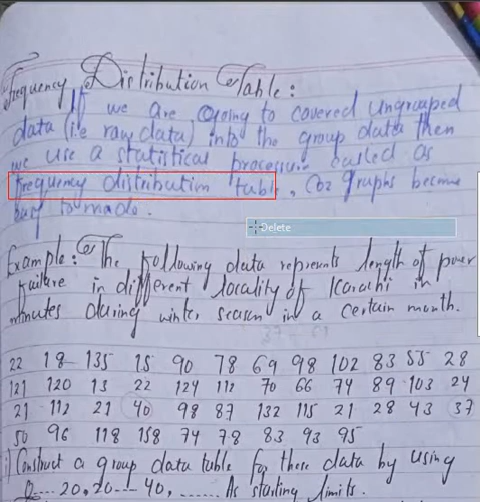 Frequency Distribution Table:
If we are going to covered ungrouped
data (i.e raw data) into the group data then
we use a statistical called as
frequency distribution table. Coz graphs become
to made.
Delete
Example: The following data represents length of power
failure in different locality of Karachi in
minutes during winter season in a certain month.
22 18 135 15 90 78 69 98 102 83 55 28
121 120 13 22 124 112 70 66 74 89 103 24
21 112 21 40 98 87 132 115 21 28 43 37
50 96 118 158 74 78 83 93 95
i) Construct a group data table for these data by using
0---20, 20---40, ...... As starting limits.